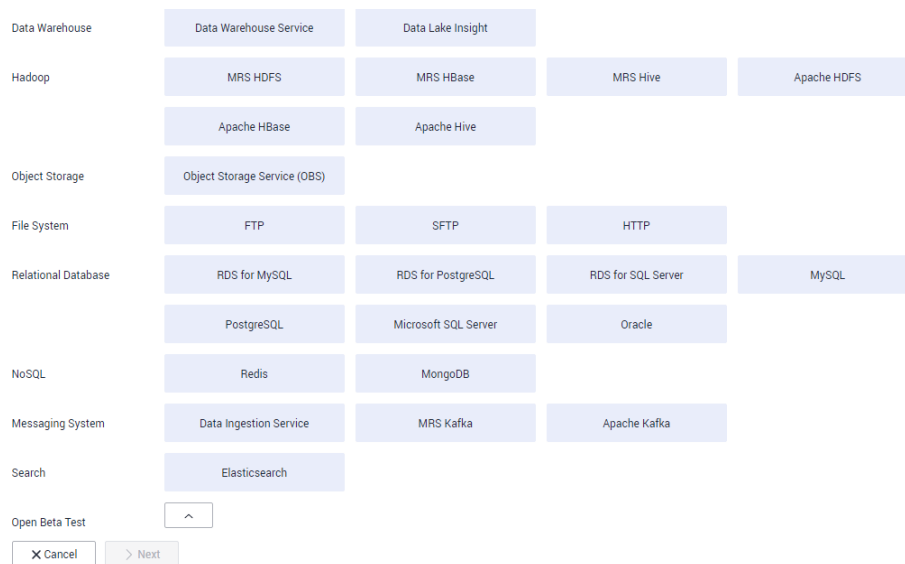 Data Warehouse Data Warehouse Service Data Lake Insight
Hadoop MRS HDFS MRS HBase MRS Hive Apache HDFS
Apache HBase Apache Hive
Object Storage Object Storage Service (OBS)
File System FTP SFTP HTTP
Relational Database RDS for MySQL RDS for PostgreSQL RDS for SQL Server MySQL
PostgreSQL Microsoft SQL Server Oracle
NoSQL Redis MongoDB
Messaging System Data Ingestion Service MRS Kafka Apache Kafka
Search Elasticsearch
Open Beta Test
Cancel Next